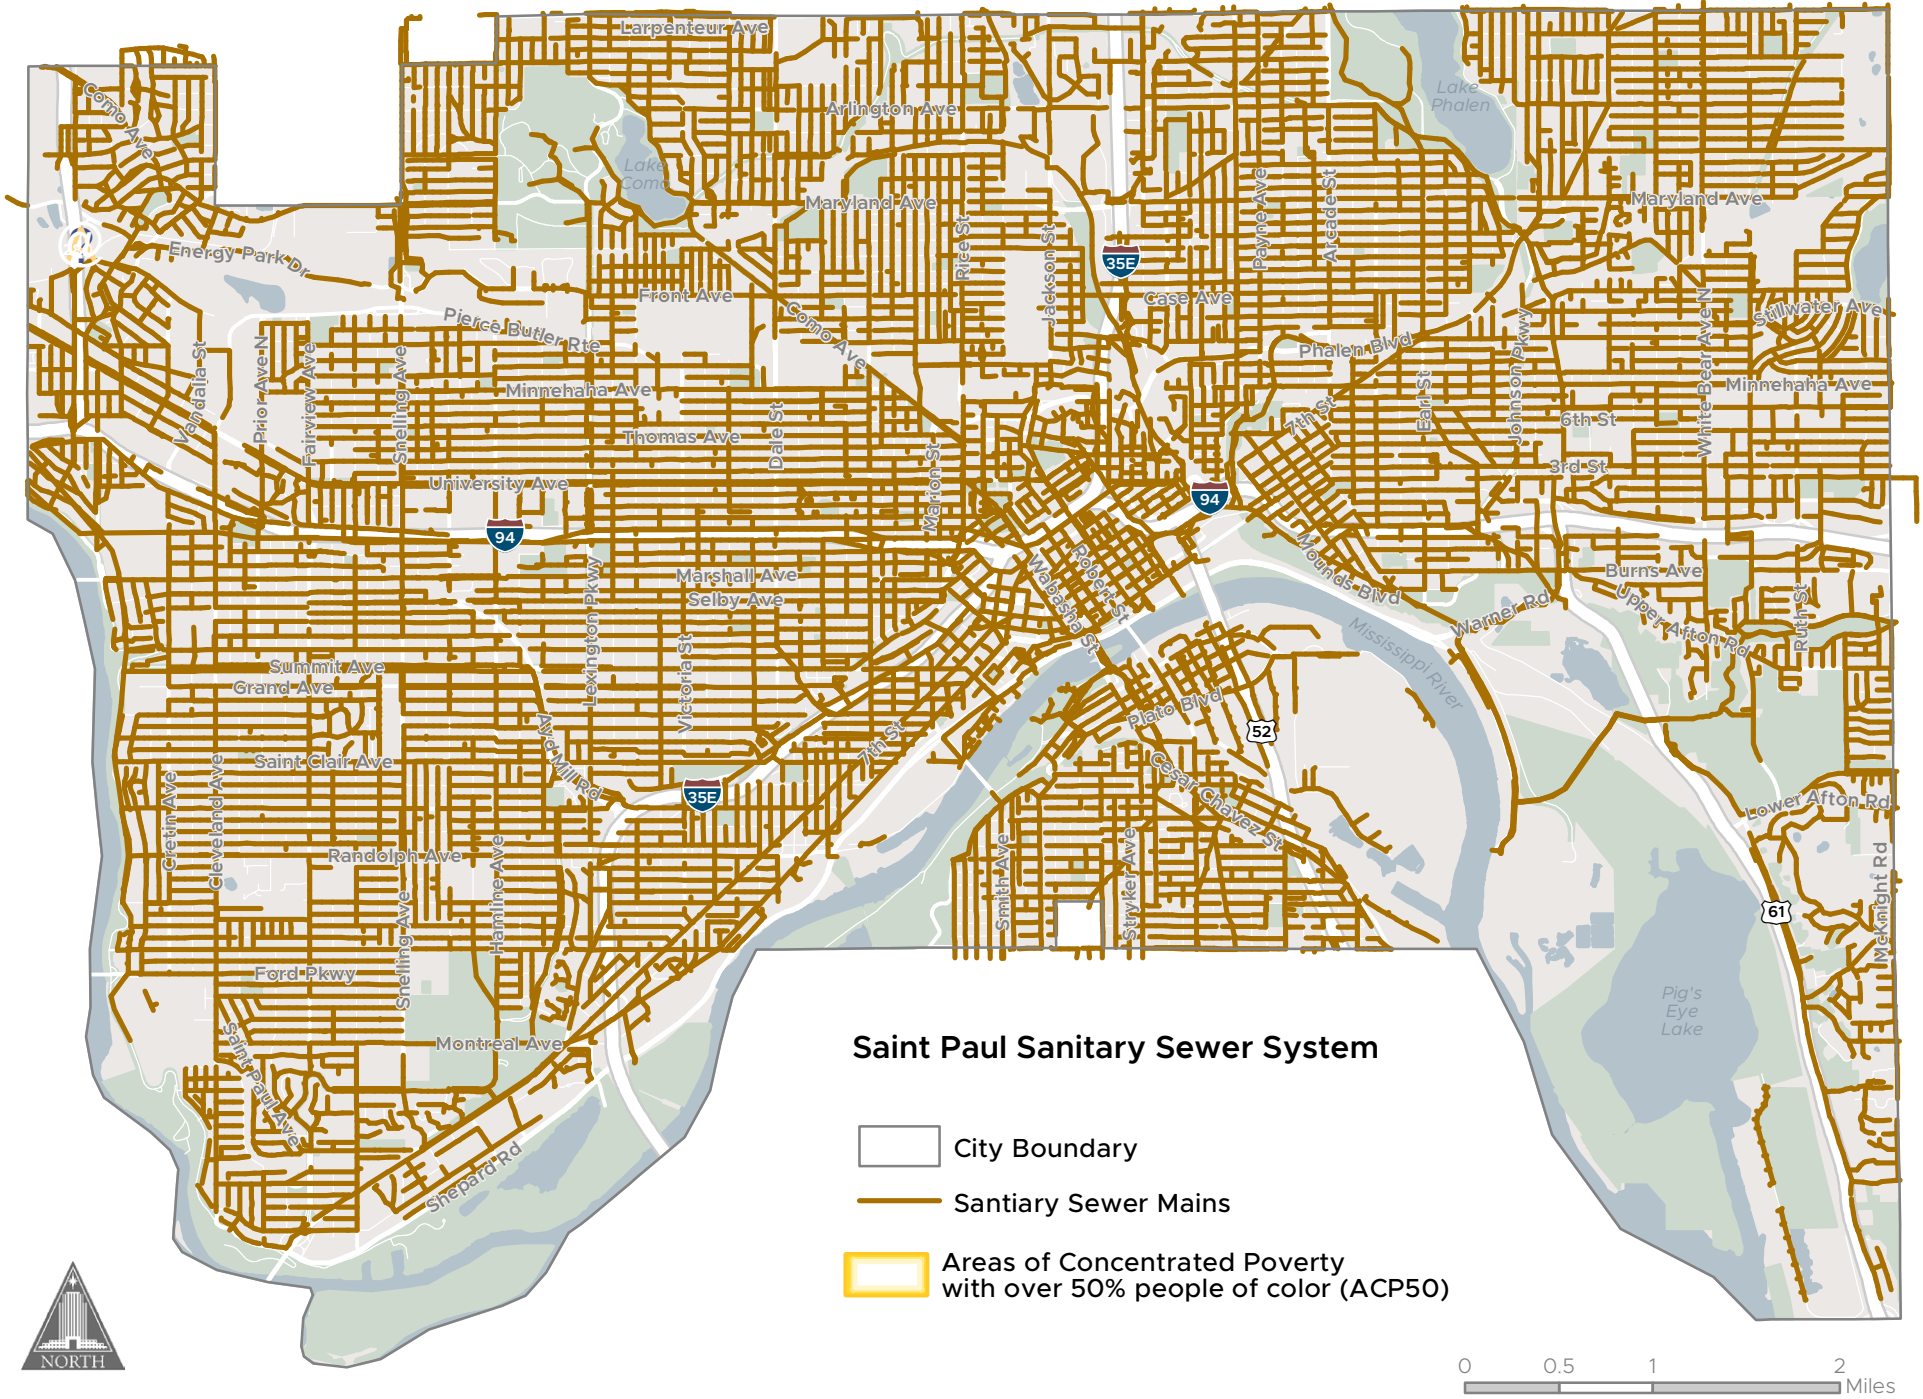 Larpenteur Ave
Como Ave
Arlington Ave
Lake
Phalen
Lake
Como
Maryland Ave
Maryland Ave
Energy Park Dr
Rice St
Jackson St
35E
Payne Ave
Arcade St
Front Ave
Case Ave
Como Ave
Pierce Butler Rte
Stillwater Ave
Phalen Blvd
Johnson Pkwy
White Bear Ave N
Vandalia St
Prior Ave N
Fairview Ave
Snelling Ave
Minnehaha Ave
Minnehaha Ave
Earl St
7th St
6th St
Thomas Ave
Dale St
Marion St
3rd St
University Ave
94
94
Lexington Pkwy
Marshall Ave
Selby Ave
Wabasha St
Robert St
Mounds Blvd
Warner Rd
Burns Ave
Upper Afton Rd
Ruth St
Mississippi River
Summit Ave
Grand Ave
Victoria St
Plato Blvd
7th St
52
Ayd Mill Rd
Saint Clair Ave
35E
Cretin Ave
Cleveland Ave
Cesar Chavez St
Lower Afton Rd
Randolph Ave
Hamline Ave
Snelling Ave
Smith Ave
Stryker Ave
61
McKnight Rd
Ford Pkwy
Pig's
Eye
Lake
Saint Paul Ave
Montreal Ave
Shepard Rd
Saint Paul Sanitary Sewer System
City Boundary
Santiary Sewer Mains
Areas of Concentrated Poverty
with over 50% people of color (ACP50)
NORTH
0 0.5 1 2
Miles